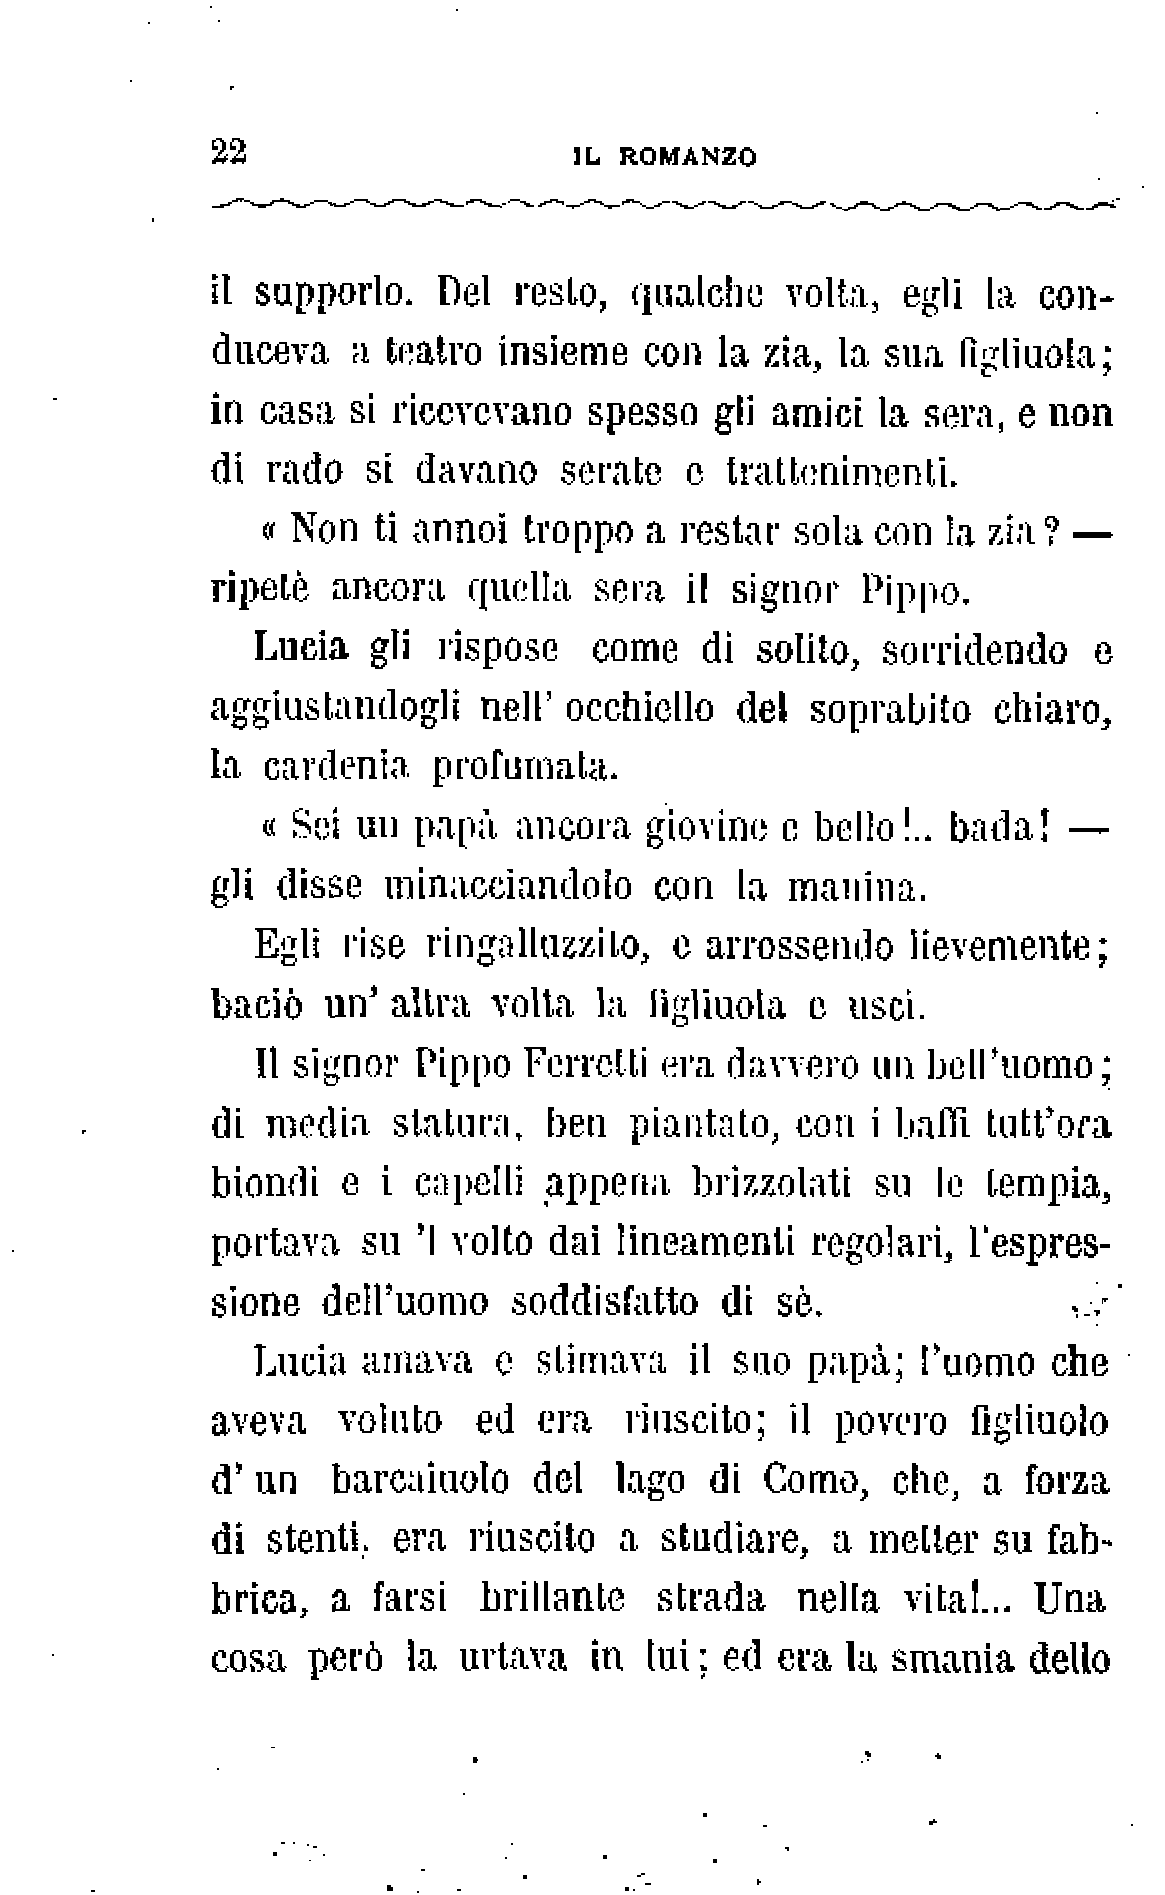 22 IL ROMANZO
il supporlo. Del resto, qualche volta, egli la con-
duceva a teatro insieme con la zia, la sua figliuola;
in casa si ricevevano spesso gli amici la sera, e non
di rado si davano serate e trattenimenti.
« Non ti annoi troppo a restar sola con la zia? —
ripetè ancora quella sera il signor Pippo.
Lucia gli rispose come di solito, sorridendo e
aggiustandogli nell' occhiello del soprabito chiaro,
la cardenia profumata.
« Sei un papà ancora giovine e bello!.. bada! —
gli disse minacciandolo con la manina.
Egli rise ringalluzzito, e arrossendo lievemente;
baciò un' altra volta la figliuola e uscì.
Il signor Pippo Ferretti era davvero un bell'uomo;
di media statura, ben piantato, con i baffi tutt'ora
biondi e i capelli appena brizzolati su le tempia,
portava su 'l volto dai lineamenti regolari, l'espres-
sione dell'uomo soddisfatto di sè.
Lucia amava e stimava il suo papà; l'uomo che
aveva voluto ed era riuscito; il povero figliuolo
d' un barcaiuolo del lago di Como, che, a forza
di stenti, era riuscito a studiare, a metter su fab-
brica, a farsi brillante strada nella vita!... Una
cosa però la urtava in lui; ed era la smania dello